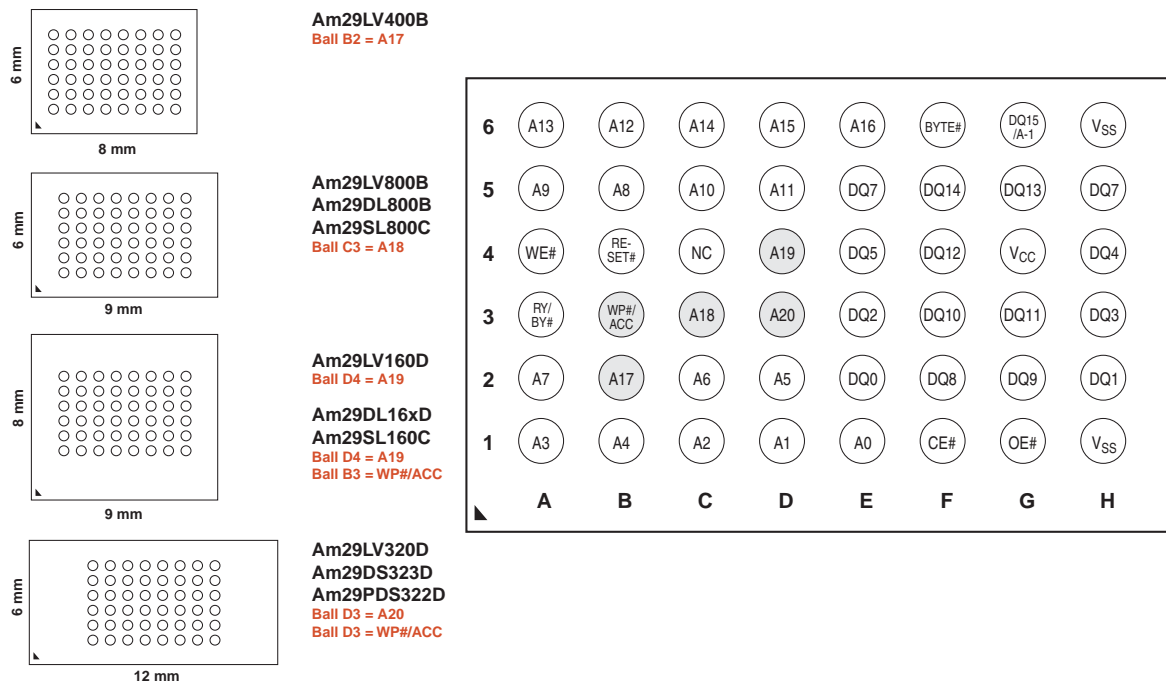 6 mm
8 mm
Am29LV400B
Ball B2 = A17
6 mm
9 mm
Am29LV800B
Am29DL800B
Am29SL800C
Ball C3 = A18
8 mm
9 mm
Am29LV160D
Ball D4 = A19
Am29DL16xD
Am29SL160C
Ball D4 = A19
Ball B3 = WP#/ACC
6 mm
12 mm
Am29LV320D
Am29DS323D
Am29PDS322D
Ball D3 = A20
Ball D3 = WP#/ACC
6 A13 A12 A14 A15 A16 BYTE# DQ15 /A-1 VSS
5 A9 A8 A10 A11 DQ7 DQ14 DQ13 DQ7
4 WE# RE- SET# NC A19 DQ5 DQ12 VCC DQ4
3 RY/ BY# WP#/ ACC A18 A20 DQ2 DQ10 DQ11 DQ3
2 A7 A17 A6 A5 DQ0 DQ8 DQ9 DQ1
1 A3 A4 A2 A1 A0 CE# OE# VSS
A B C D E F G H